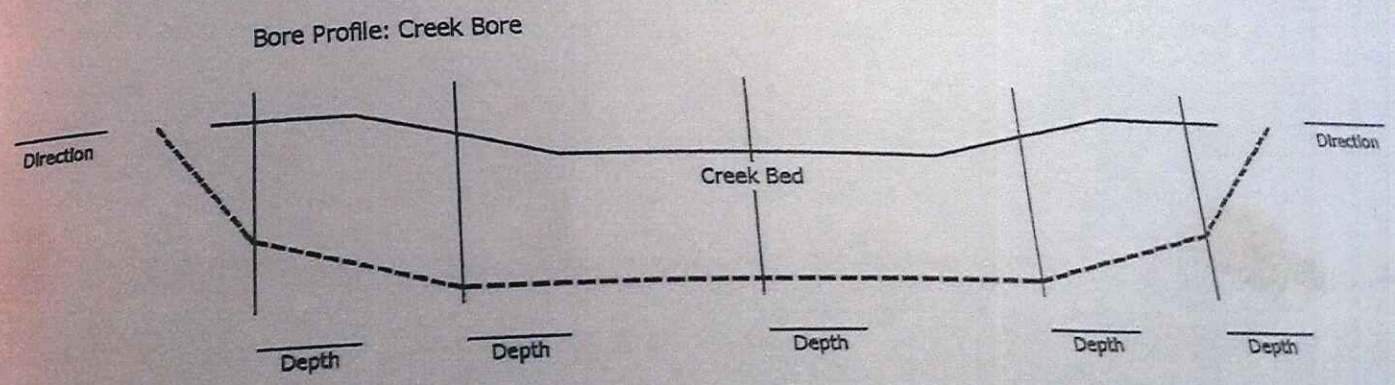 Bore Profile: Creek Bore
Direction
Direction
Creek Bed
Depth
Depth
Depth
Depth
Depth